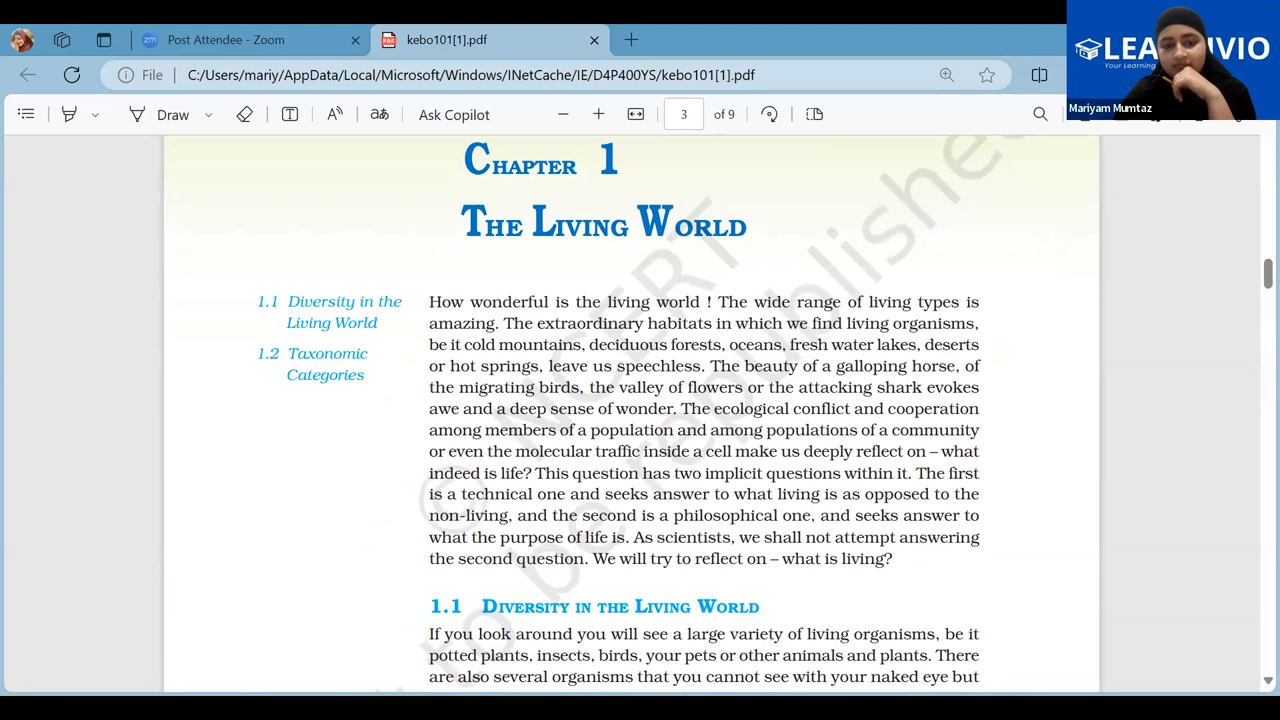 Post Attendee - Zoom
kebo101[1].pdf
File
C:/Users/mariy/AppData/Local/Microsoft/Windows/INetCache/IE/D4P400YS/kebo101[1].pdf
Draw
Ask Copilot
3
of 9
Your Learning
Mariyam Mumtaz
CHAPTER 1
THE LIVING WORLD
1.1 Diversity in the
Living World
1.2 Taxonomic
Categories
How wonderful is the living world ! The wide range of living types is
amazing. The extraordinary habitats in which we find living organisms,
be it cold mountains, deciduous forests, oceans, fresh water lakes, deserts
or hot springs, leave us speechless. The beauty of a galloping horse, of
the migrating birds, the valley of flowers or the attacking shark evokes
awe and a deep sense of wonder. The ecological conflict and cooperation
among members of a population and among populations of a community
or even the molecular traffic inside a cell make us deeply reflect on – what
indeed is life? This question has two implicit questions within it. The first
is a technical one and seeks answer to what living is as opposed to the
non-living, and the second is a philosophical one, and seeks answer to
what the purpose of life is. As scientists, we shall not attempt answering
the second question. We will try to reflect on – what is living?
1.1 DIVERSITY IN THE LIVING WORLD
If you look around you will see a large variety of living organisms, be it
potted plants, insects, birds, your pets or other animals and plants. There
are also several organisms that you cannot see with your naked eye but
© NCERT
to be republished